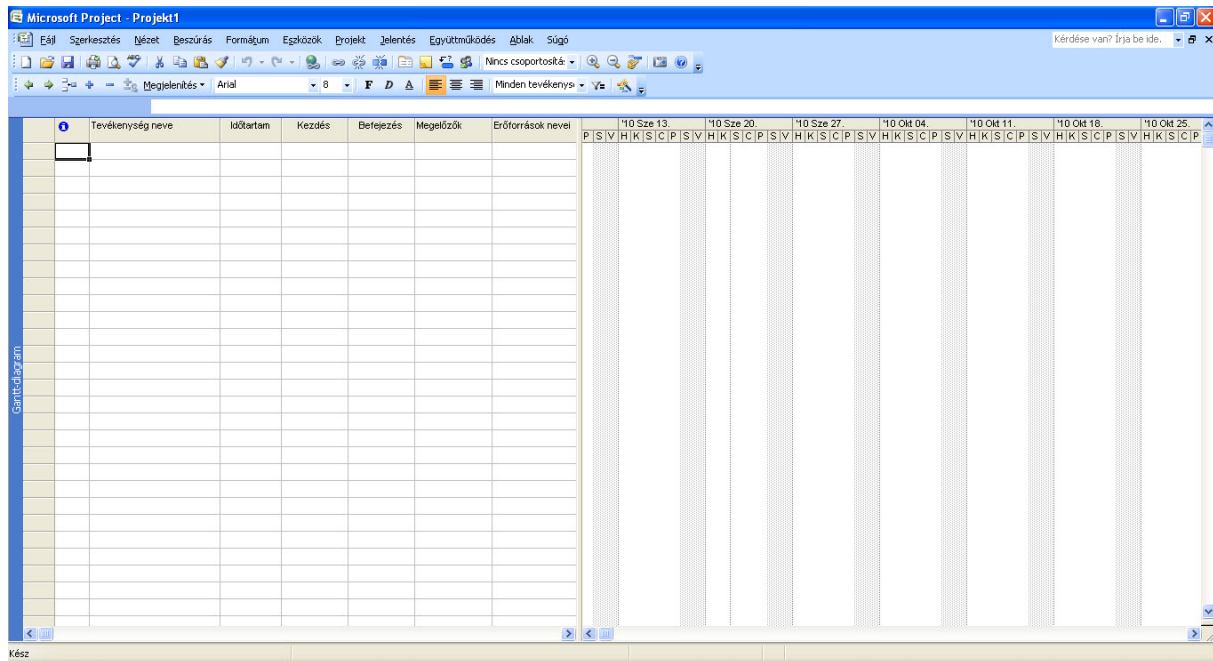 Microsoft Project - Projekt1
Fájl Szerkesztés Nézet Beszúrás Formátum Eszközök Projekt Jelentés Együttműködés Ablak Súgó Kérdése van? Írja be ide.
Nincs csoportosítá
Megjelenítés Arial 8 F D A Minden tevékenys
Tevékenység neve Időtartam Kezdés Befejezés Megelőzők Erőforrások nevei '10 Sze 13. '10 Sze 20. '10 Sze 27. '10 Okt 04. '10 Okt 11. '10 Okt 18. '10 Okt 25.
P S V H K S C P S V H K S C P S V H K S C P S V H K S C P S V H K S C P S V H K S C P S V H K S C P
Gantt-diagram
Kész